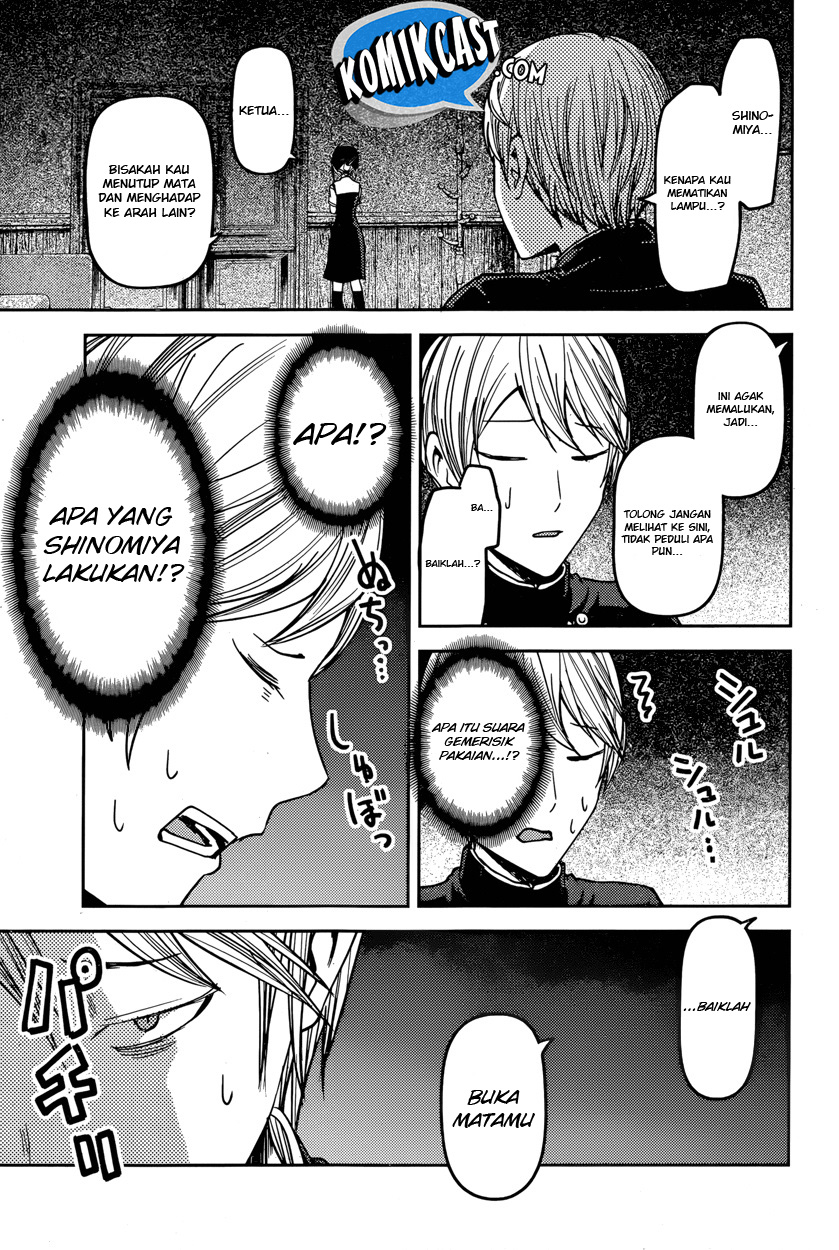 KOMIKCAST
.COM
SHINO-
MIYA...
KENAPA KAU
MEMATIKAN
LAMPU...?
KETUA...
BISAKAH KAU
MENUTUP MATA
DAN MENGHADAP
KE ARAH LAIN?
INI AGAK
MEMALUKAN,
JADI...
TOLONG JANGAN
MELIHAT KE SINI,
TIDAK PEDULI APA
PUN...
BA...
BAIKLAH...?
APA!?
APA YANG
SHINOMIYA
LAKUKAN!?
ぬちっ…
しゅぼっ
シュル
シュル…
APA ITU SUARA
GEMERISIK
PAKAIAN...!?
...BAIKLAH
BUKA
MATAMU
パチッ